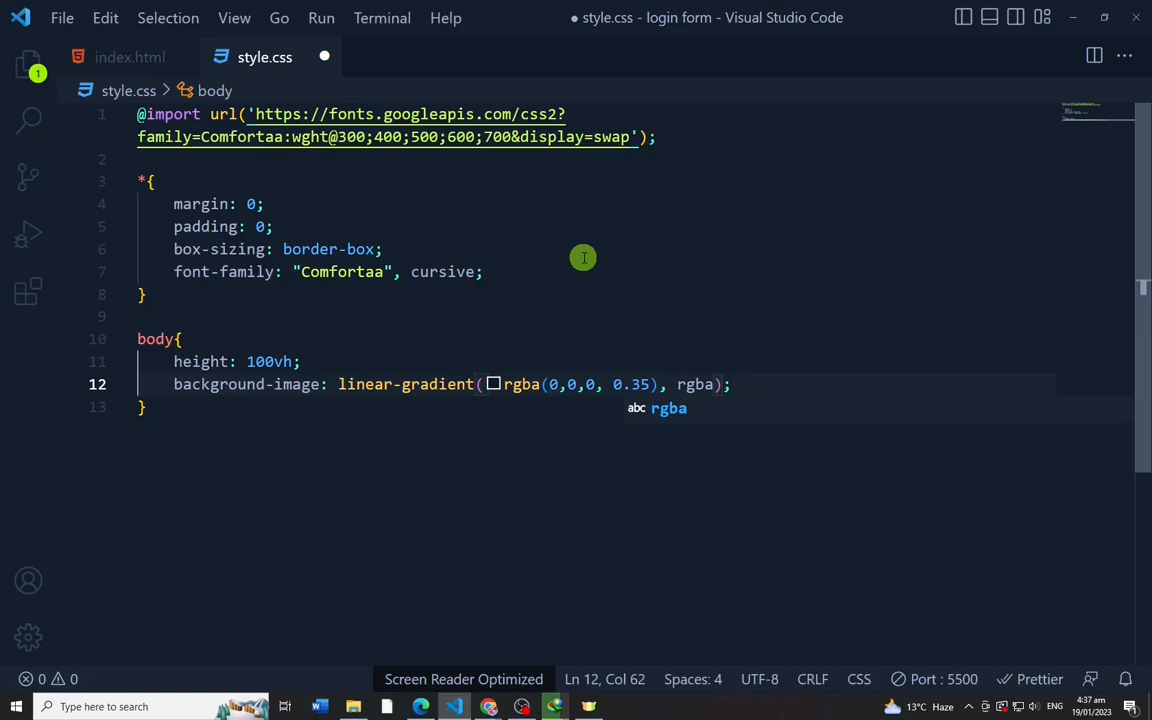 File Edit Selection View Go Run Terminal Help
● style.css - login form - Visual Studio Code
index.html style.css
style.css > body
1 @import url('https://fonts.googleapis.com/css2?
family=Comfortaa:wght@300;400;500;600;700&display=swap');
2
3 *{
4 margin: 0;
5 padding: 0;
6 box-sizing: border-box;
7 font-family: "Comfortaa", cursive;
8 }
9
10 body{
11 height: 100vh;
12 background-image: linear-gradient(rgba(0,0,0, 0.35), rgba);
abc rgba
13 }
1
0 0 Screen Reader Optimized Ln 12, Col 62 Spaces: 4 UTF-8 CRLF CSS Port : 5500 Prettier
Type here to search
13°C Haze ENG
4:37 am
19/01/2023
1